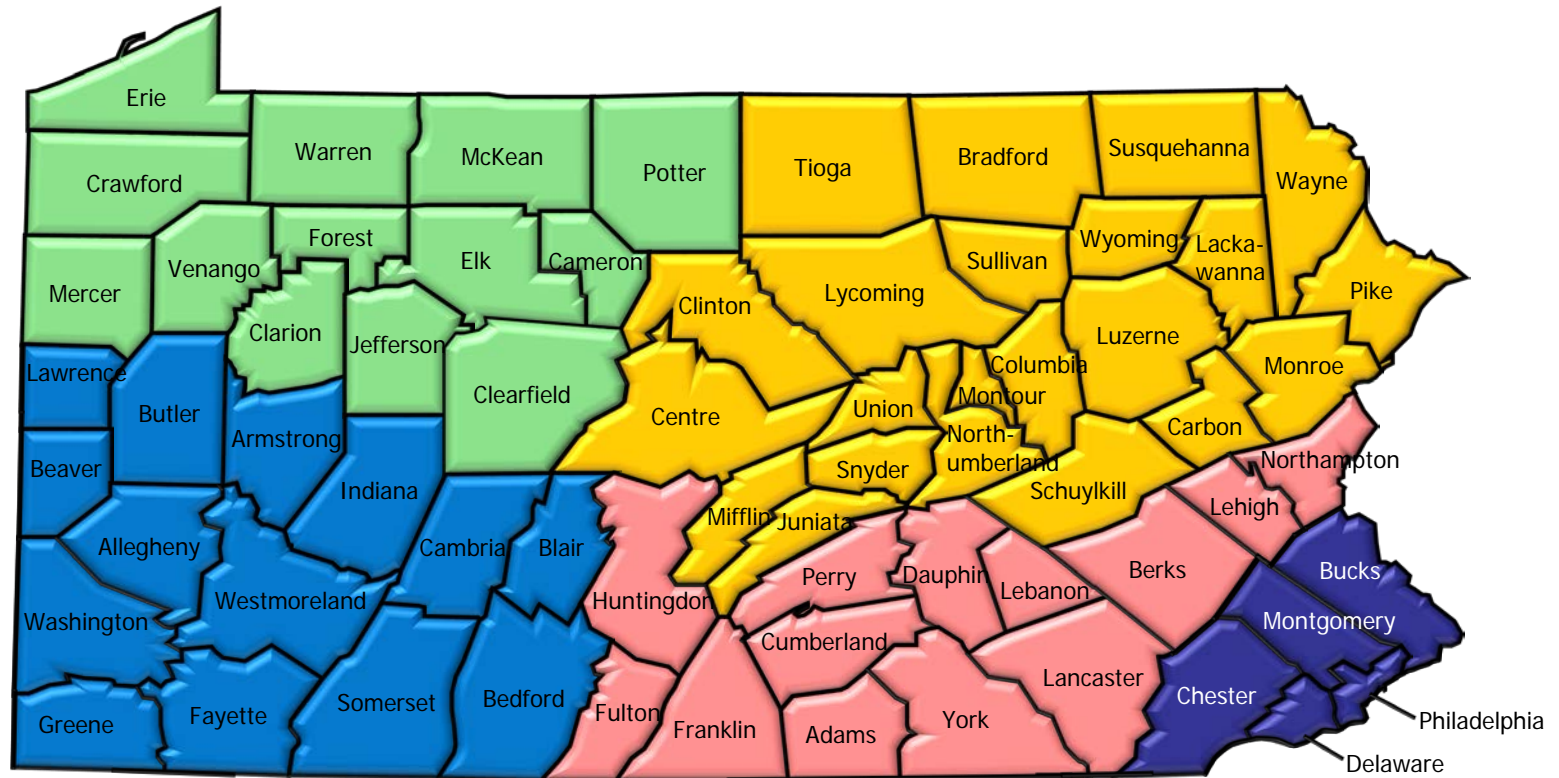 Erie
Warren
McKean
Potter
Tioga
Bradford
Susquehanna
Wayne
Crawford
Mercer
Venango
Forest
Elk
Cameron
Clarion
Jefferson
Clearfield
Clinton
Lycoming
Sullivan
Wyoming
Lacka-
wanna
Pike
Luzerne
Columbia
Montour
Monroe
Carbon
Centre
Union
Snyder
North-
umberland
Schuylkill
Mifflin
Juniata
Lawrence
Butler
Armstrong
Beaver
Indiana
Allegheny
Cambria
Blair
Westmoreland
Washington
Greene
Fayette
Somerset
Bedford
Huntingdon
Fulton
Franklin
Perry
Cumberland
Adams
York
Dauphin
Lebanon
Lancaster
Berks
Lehigh
Northampton
Bucks
Montgomery
Chester
Philadelphia
Delaware